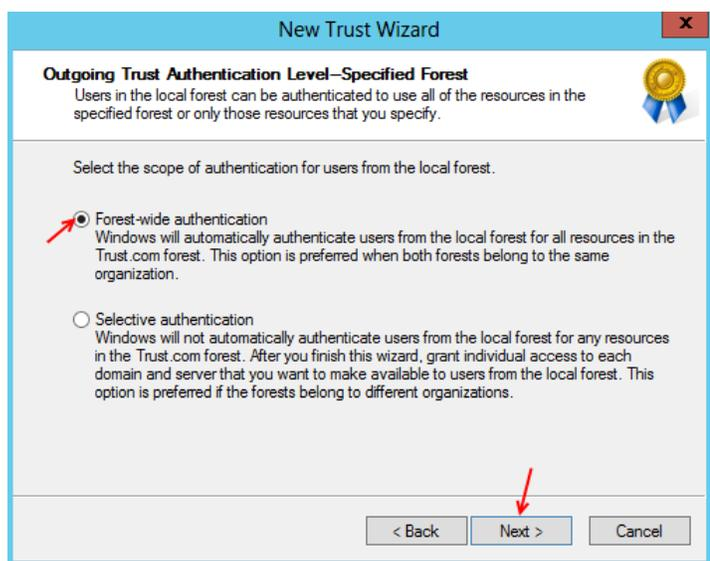 New Trust Wizard
x
Outgoing Trust Authentication Level–Specified Forest
Users in the local forest can be authenticated to use all of the resources in the
specified forest or only those resources that you specify.
Select the scope of authentication for users from the local forest.
Forest-wide authentication
Windows will automatically authenticate users from the local forest for all resources in the
Trust.com forest. This option is preferred when both forests belong to the same
organization.
Selective authentication
Windows will not automatically authenticate users from the local forest for any resources
in the Trust.com forest. After you finish this wizard, grant individual access to each
domain and server that you want to make available to users from the local forest. This
option is preferred if the forests belong to different organizations.
< Back Next > Cancel